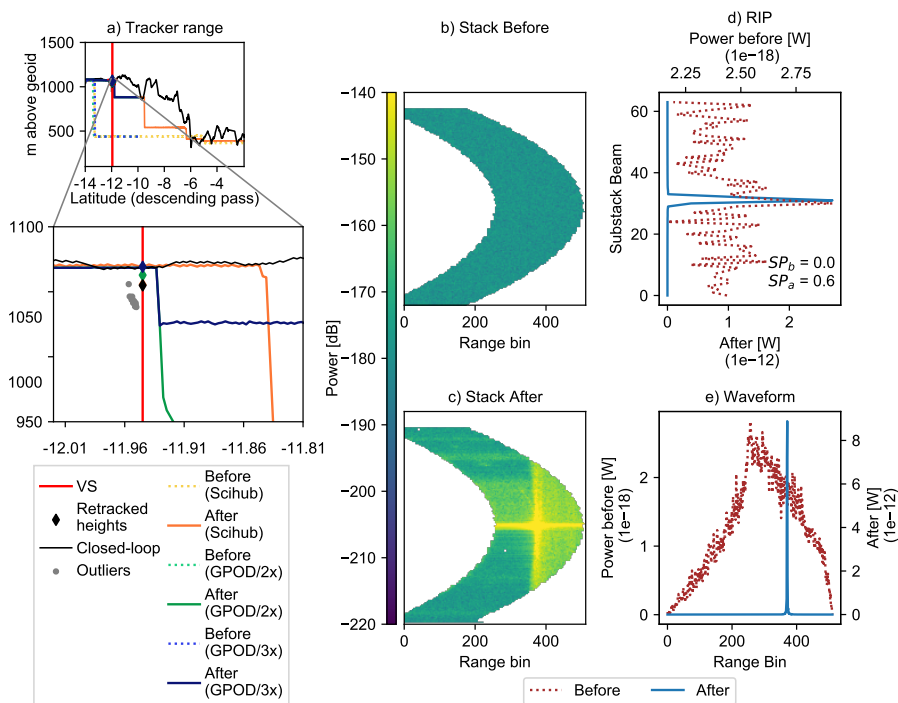 a) Tracker range
1500
1000
500
m above geoid
-14 -12 -10 -8 -6 -4
Latitude (descending pass)
1100
1050
1000
950
-12.01 -11.96 -11.91 -11.86 -11.81
VS
Retracked
heights
Closed-loop
Outliers
Before
(Scihub)
After
(Scihub)
Before
(GPOD/2x)
After
(GPOD/2x)
Before
(GPOD/3x)
After
(GPOD/3x)
Power [dB]
−140
−150
−160
−170
−180
−190
−200
−210
−220
b) Stack Before
0 200 400
Range bin
c) Stack After
0 200 400
Range bin
d) RIP
Power before [W]
(1e-18)
2.25 2.50 2.75
60
40
20
0
Substack Beam
SPb = 0.0
SPa = 0.6
0 1 2
After [W]
(1e-12)
e) Waveform
Power before [W]
(1e-18)
2
1
0
8
6
4
2
0
After [W]
(1e-12)
0 200 400
Range Bin
Before After